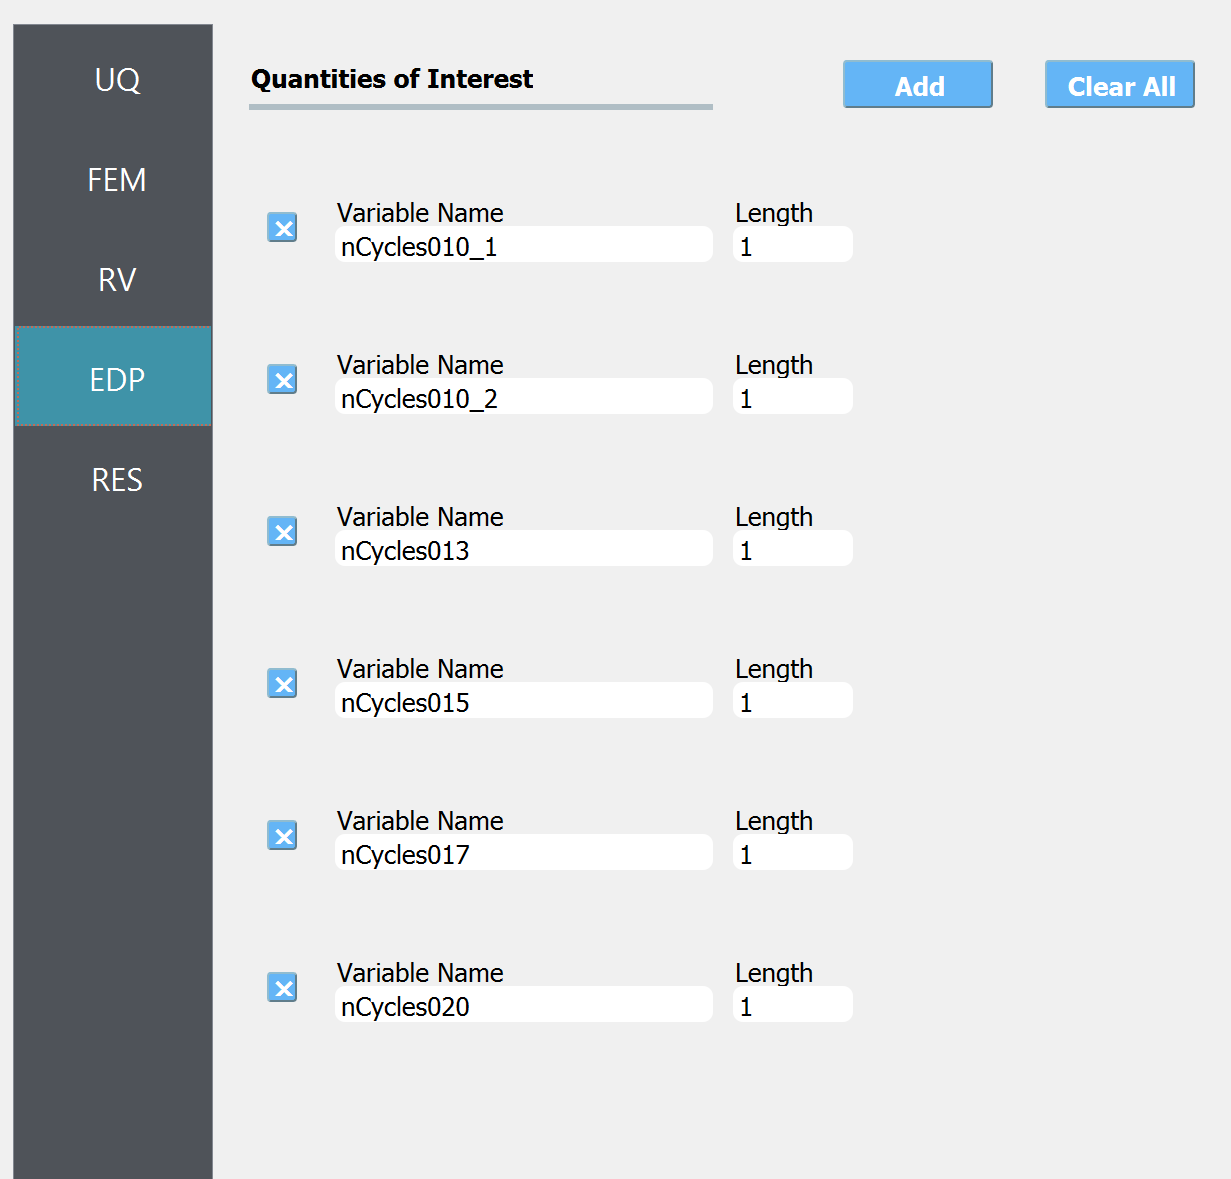 UQ
FEM
RV
EDP
RES
Quantities of Interest
Add
Clear All
Variable Name
Length
nCycles010_1
1
Variable Name
Length
nCycles010_2
1
Variable Name
Length
nCycles013
1
Variable Name
Length
nCycles015
1
Variable Name
Length
nCycles017
1
Variable Name
Length
nCycles020
1